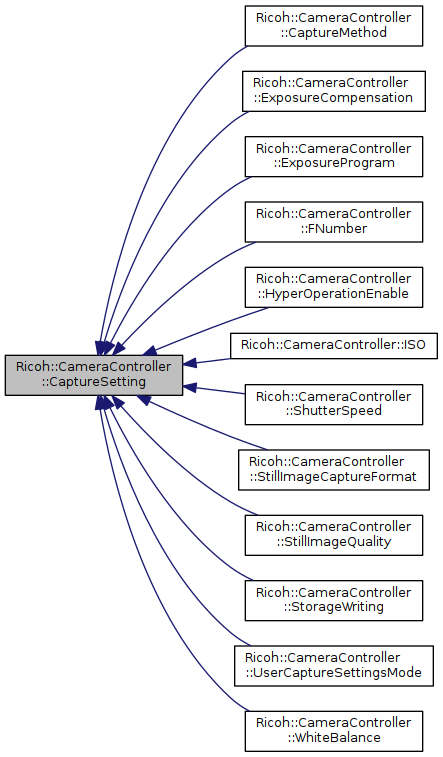 Ricoh::CameraController
::CaptureMethod
Ricoh::CameraController
::ExposureCompensation
Ricoh::CameraController
::ExposureProgram
Ricoh::CameraController
::FNumber
Ricoh::CameraController
::HyperOperationEnable
Ricoh::CameraController::ISO
Ricoh::CameraController
::CaptureSetting
Ricoh::CameraController
::ShutterSpeed
Ricoh::CameraController
::StillImageCaptureFormat
Ricoh::CameraController
::StillImageQuality
Ricoh::CameraController
::StorageWriting
Ricoh::CameraController
::UserCaptureSettingsMode
Ricoh::CameraController
::WhiteBalance